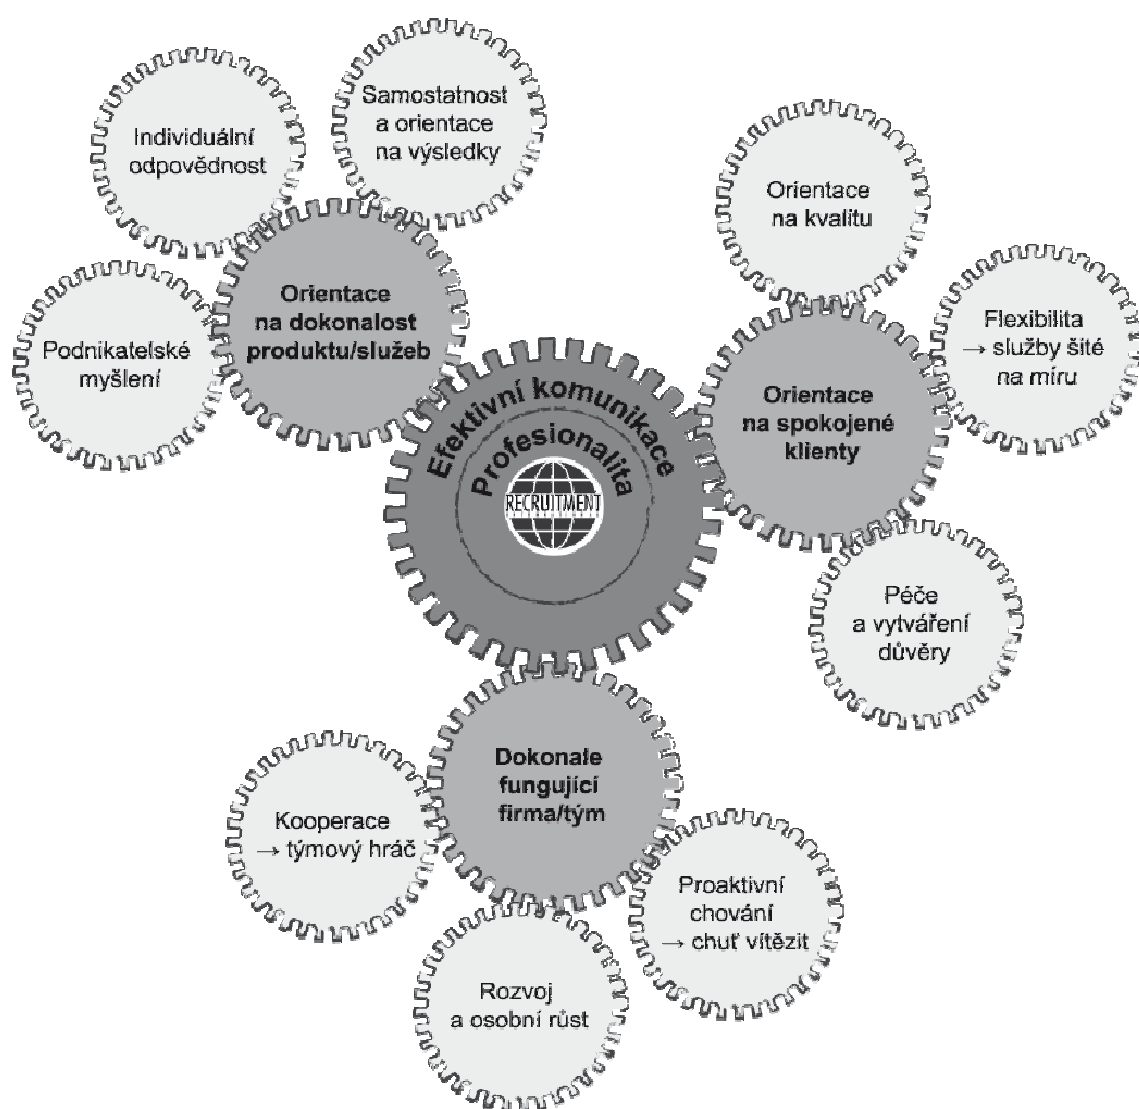 Samostatnost
a orientace
na výsledky
Individuální
odpovědnost
Orientace
na kvalitu
Orientace
na dokonalost
produktu/služeb
Podnikatelské
myšlení
Flexibilita
→ služby šité
na míru
Efektivní komunikace
Profesionalita
RECRUITMENT
Orientace
na spokojené
klienty
Péče
a vytváření
důvěry
Dokonale
fungující
firma/tým
Kooperace
→ týmový hráč
Proaktivní
chování
→ chuť vítězit
Rozvoj
a osobní růst